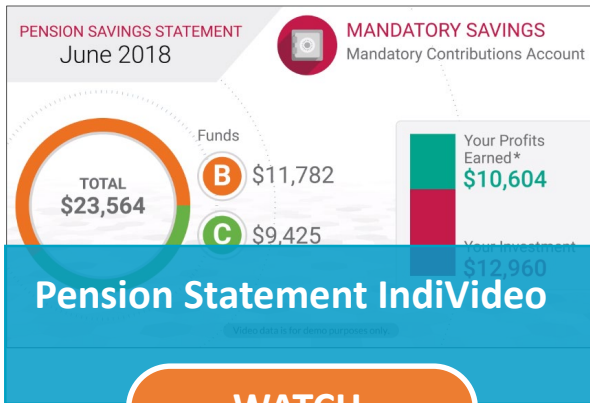 PENSION SAVINGS STATEMENT
June 2018
MANDATORY SAVINGS
Mandatory Contributions Account
Funds
TOTAL
$23,564
B $11,782
C $9,425
Your Profits
Earned*
$10,604
Your Investment
$12,960
Pension Statement IndiVideo
Video data is for demo purposes only
WATCH